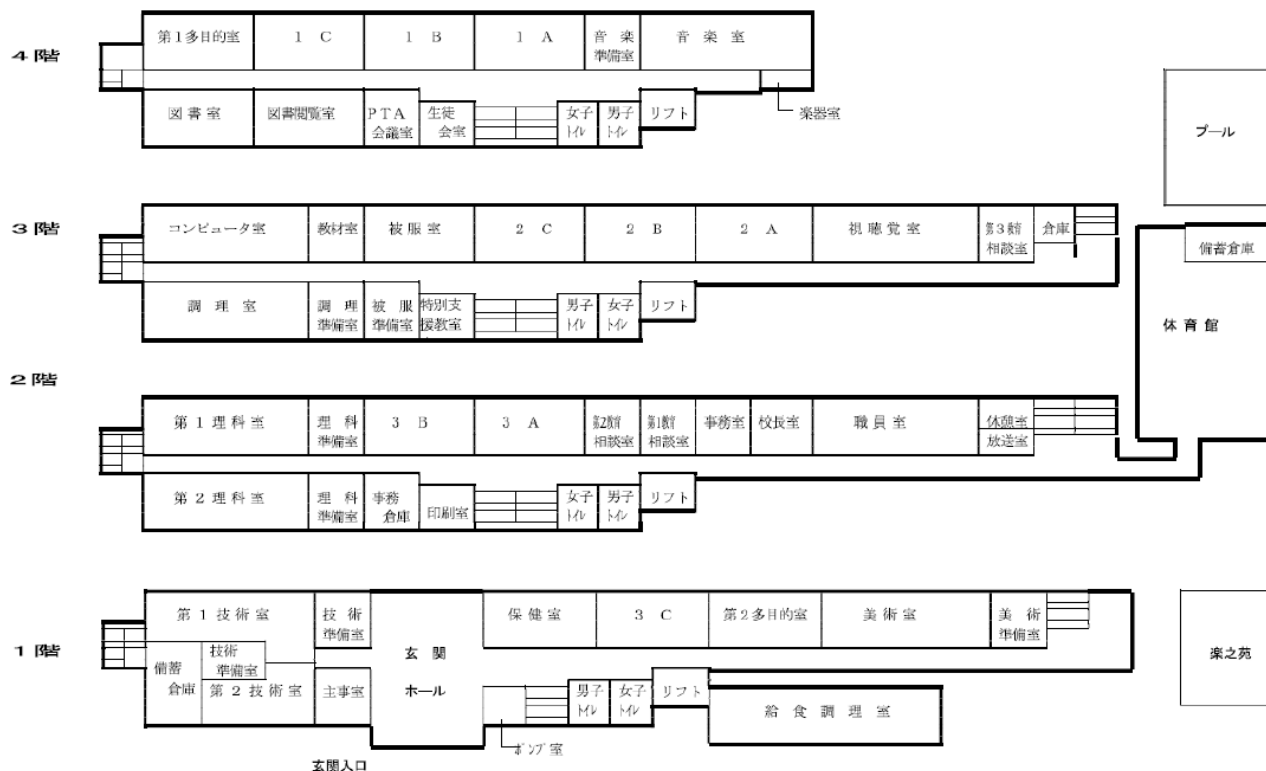 4階
第1多目的室 1 C 1 B 1 A 音楽準備室 音楽室
図書室 図書閲覧室 PTA会議室 生徒会室 女子トイレ 男子トイレ リフト 楽器室
プール
3階
コンピュータ室 教材室 被服室 2 C 2 B 2 A 視聴覚室 第3教育相談室 倉庫
備蓄倉庫
調理室 調理準備室 被服準備室 特別支援教室 男子トイレ 女子トイレ リフト
体育館
2階
第1理科室 理科準備室 3 B 3 A 第2教育相談室 第1教育相談室 事務室 校長室 職員室 休憩室 放送室
第2理科室 理科準備室 事務倉庫 印刷室 女子トイレ 男子トイレ リフト
1階
第1技術室 技術準備室 玄関ホール 保健室 3 C 第2多目的室 美術室 美術準備室
備蓄倉庫 技術準備室 第2技術室 主事室 男子トイレ 女子トイレ リフト 給食調理室
楽之苑
ポンプ室
玄関入口